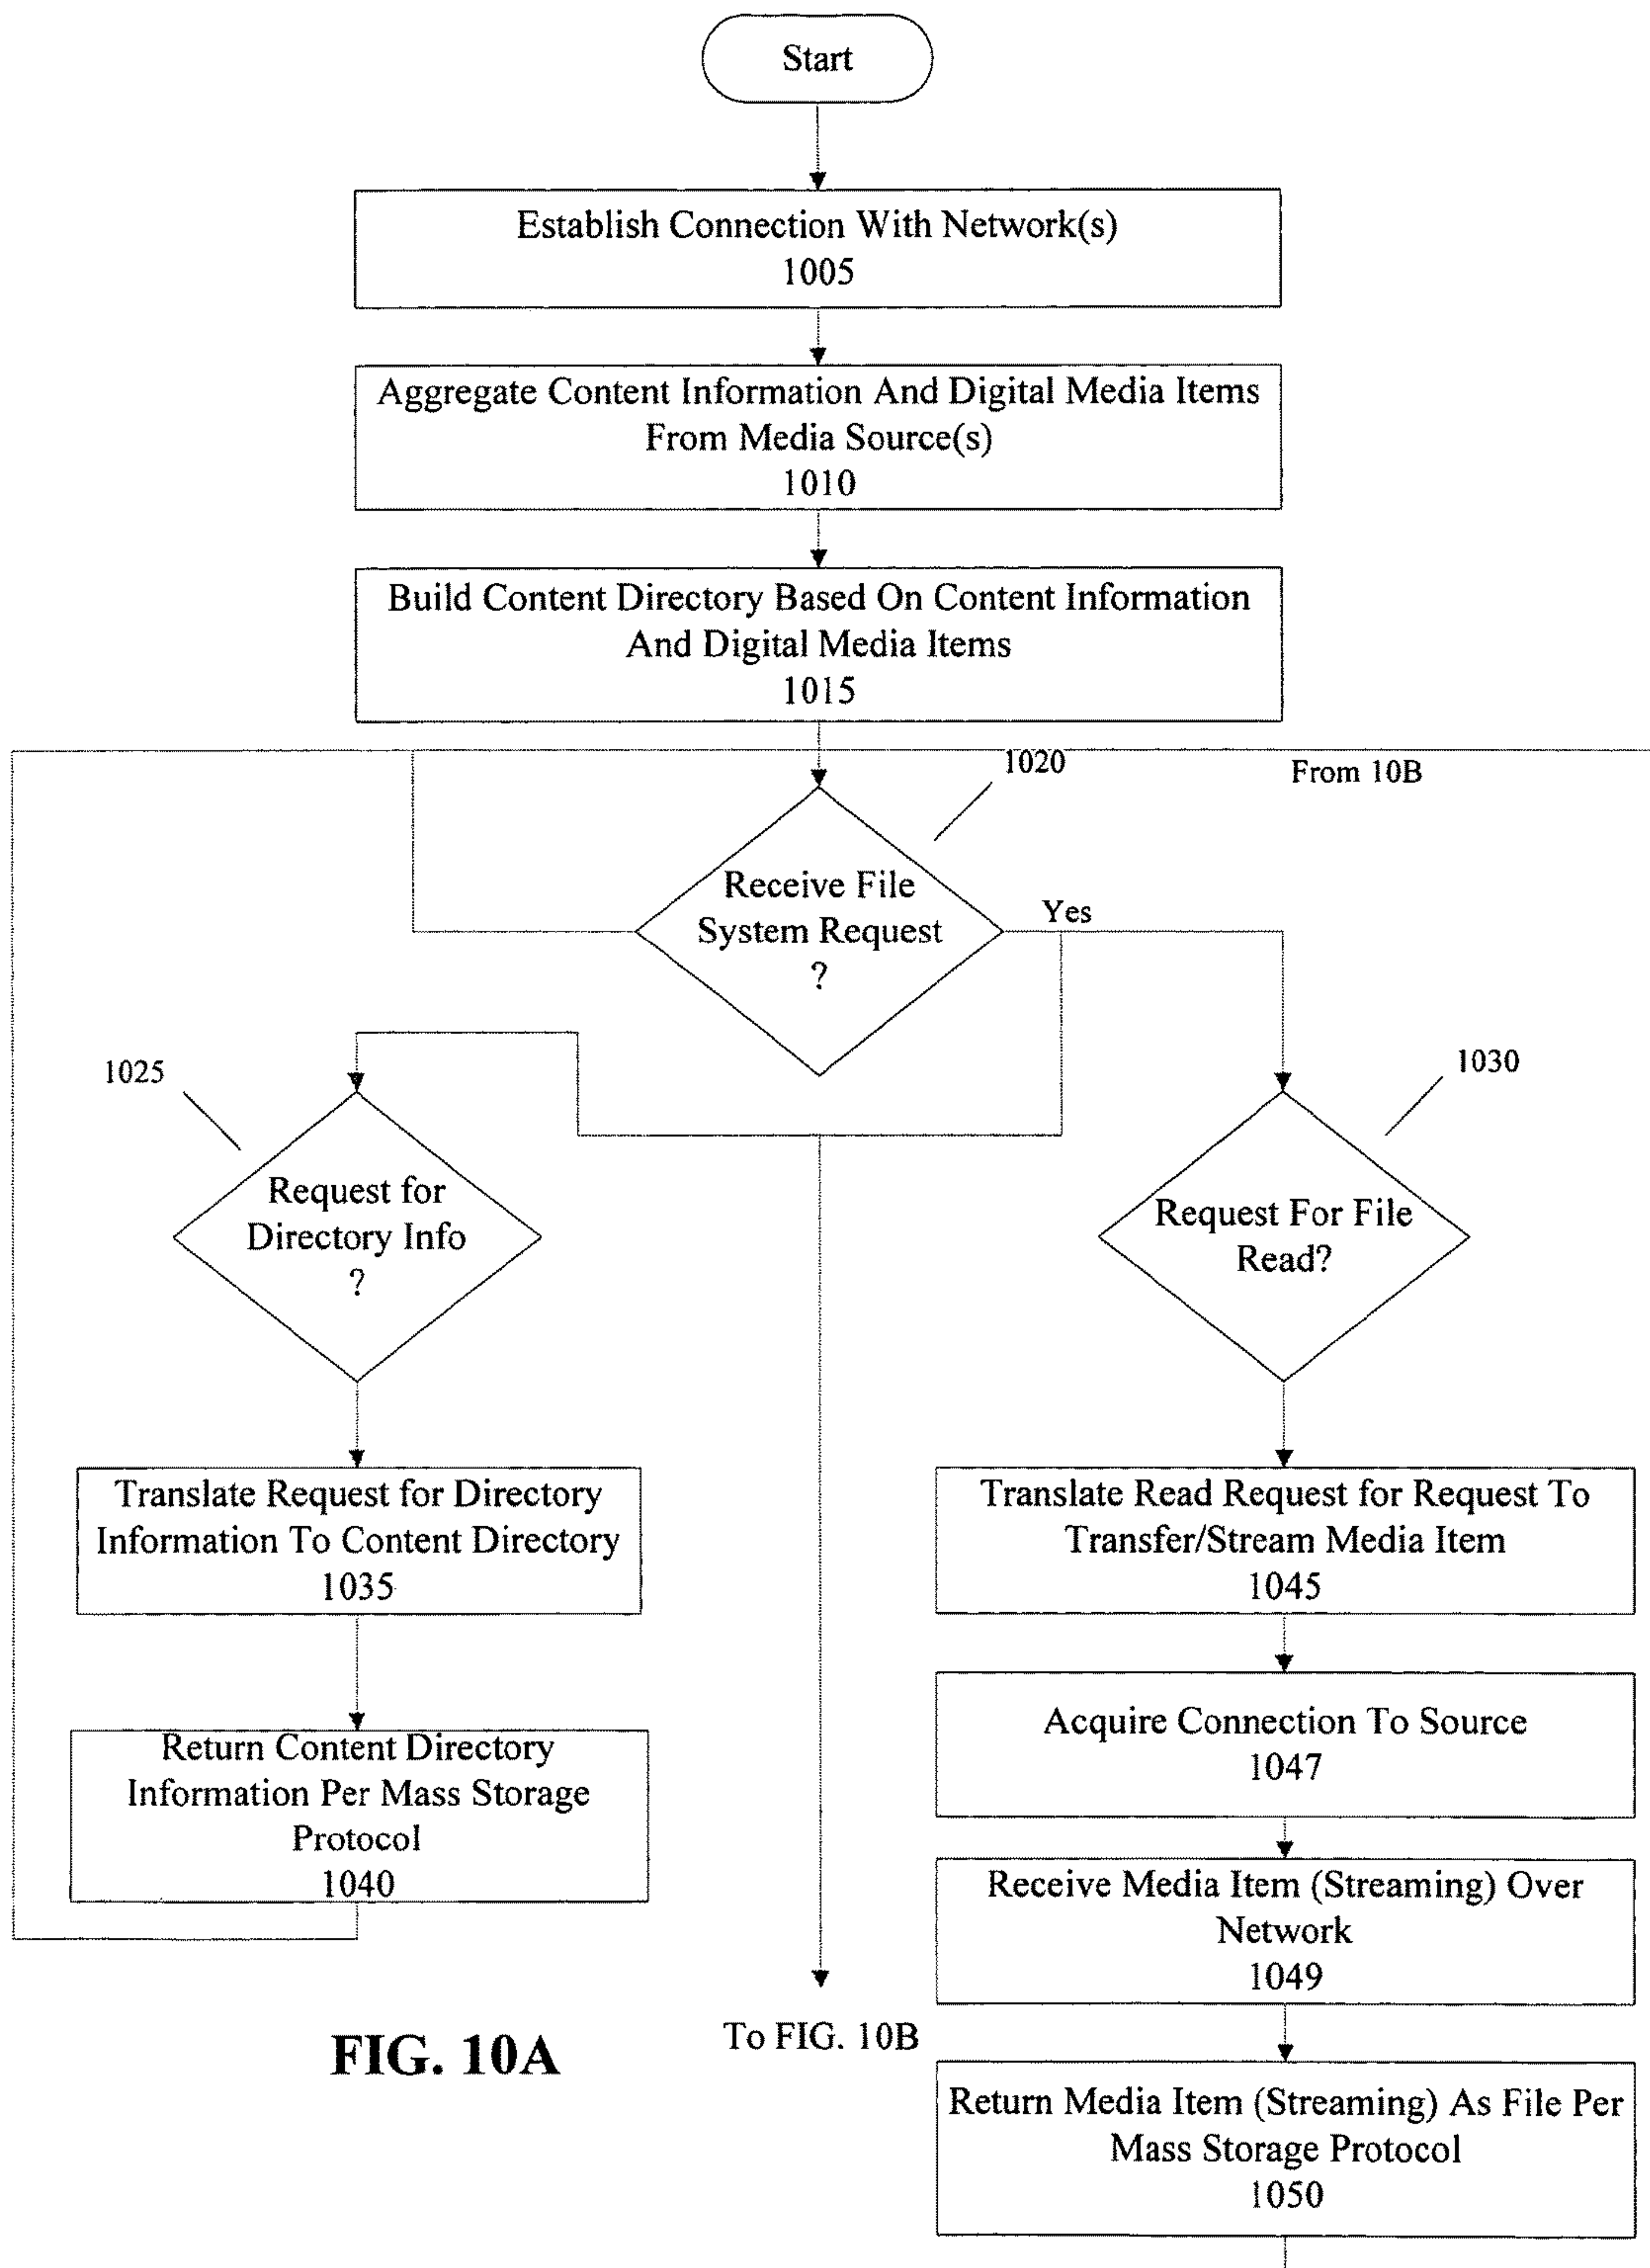 Start
Establish Connection With Network(s)
1005
Aggregate Content Information And Digital Media Items
From Media Source(s)
1010
Build Content Directory Based On Content Information
And Digital Media Items
1015
1020
From 10B
Receive File
System Request
?
Yes
1025
1030
Request for
Directory Info
?
Request For File
Read?
Translate Request for Directory
Information To Content Directory
1035
Translate Read Request for Request To
Transfer/Stream Media Item
1045
Return Content Directory
Information Per Mass Storage
Protocol
1040
Acquire Connection To Source
1047
Receive Media Item (Streaming) Over
Network
1049
FIG. 10A
To FIG. 10B
Return Media Item (Streaming) As File Per
Mass Storage Protocol
1050